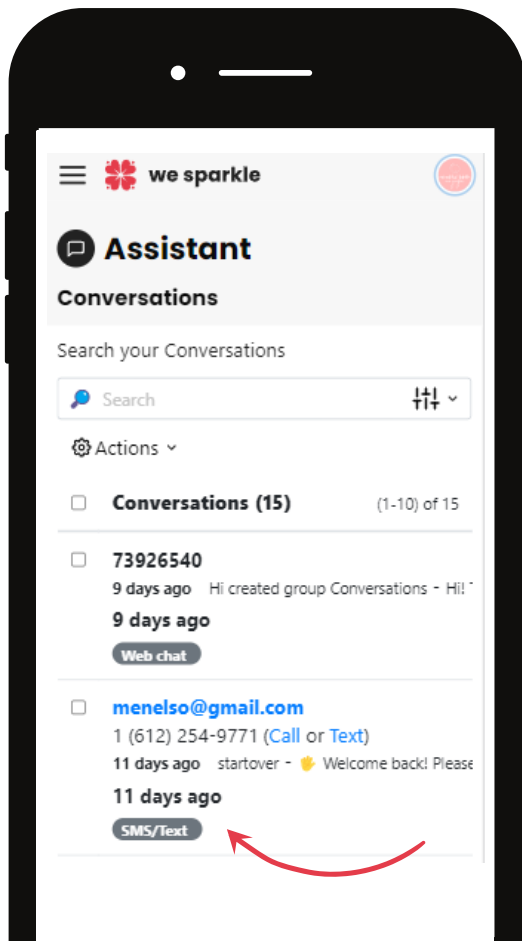 we sparkle
Assistant
Conversations
Search your Conversations
Search
Actions
Conversations (15) (1-10) of 15
73926540
9 days ago Hi created group Conversations - Hi!
9 days ago
Web chat
menelso@gmail.com
1 (612) 254-9771 (Call or Text)
11 days ago startover - 🖐 Welcome back! Please
11 days ago
SMS/Text